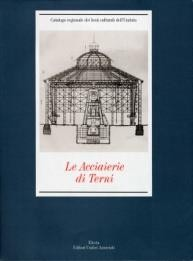 Catalogo regionale dei beni culturali dell'Umbria
Le Acciaierie
di Terni
Electa
Editori Umbri Associati